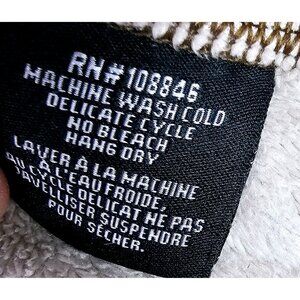 RN#108846
MACHINE WASH COLD
DELICATE CYCLE
NO BLEACH
HANG DRY
LAVER À LA MACHINE
À L'EAU FROIDE,
AU CYCLE DELICAT NE PAS
JAVELLISER SUSPENDRE
POUR SÉCHER.